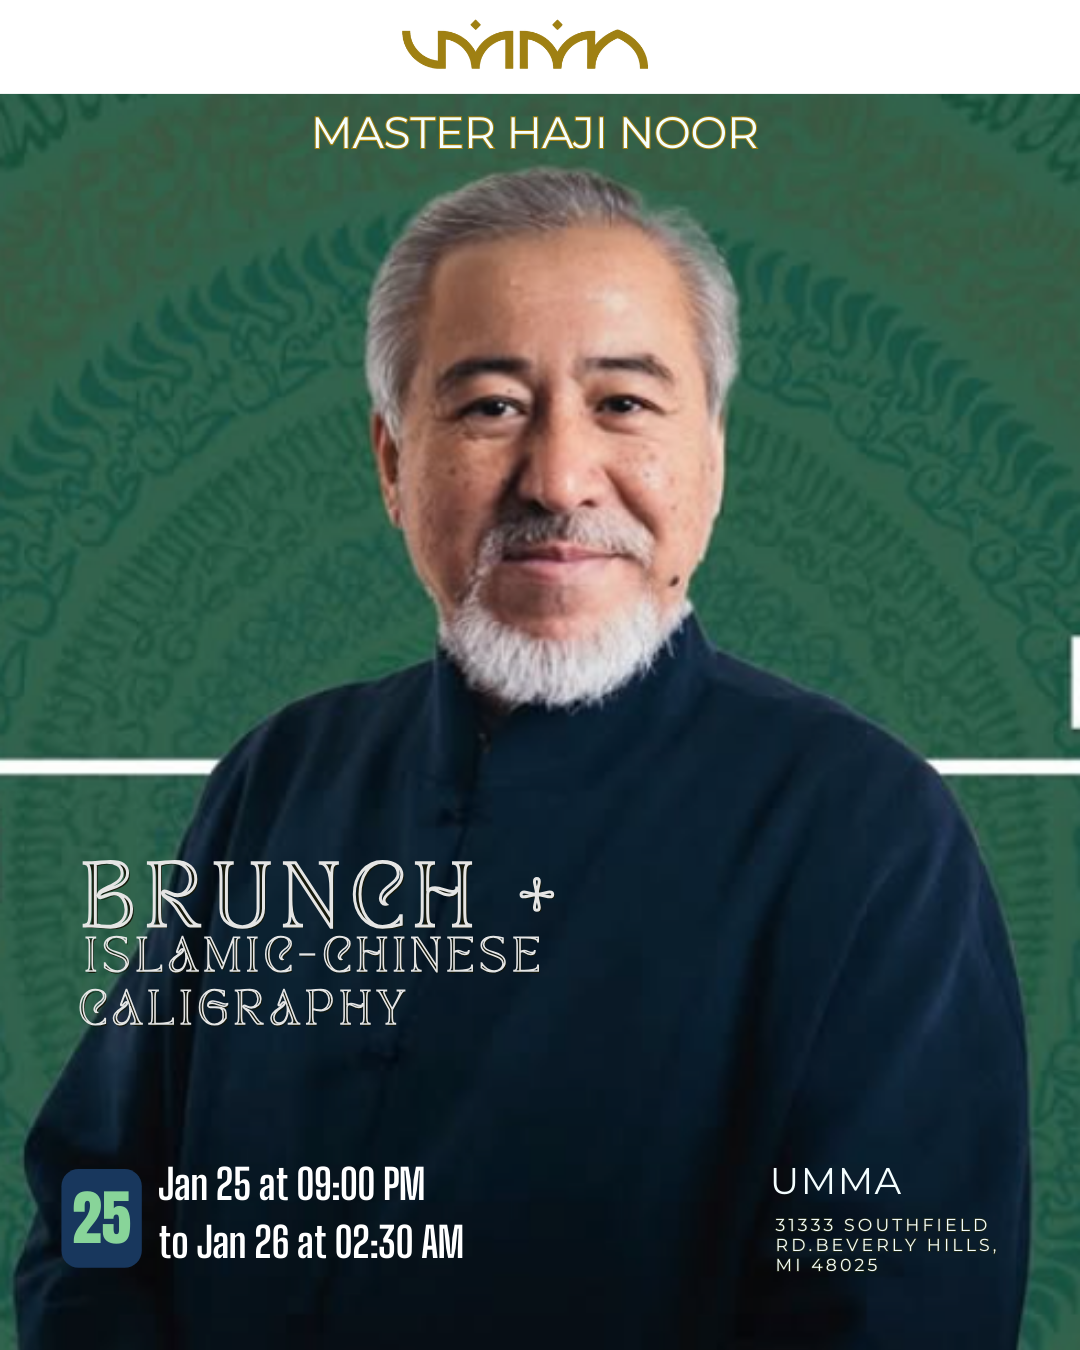 UMMA
MASTER HAJI NOOR
BRUNCH +
ISLAMIC-CHINESE
CALIGRAPHY
25
Jan 25 at 09:00 PM
to Jan 26 at 02:30 AM
UMMA
31333 SOUTHFIELD
RD.BEVERLY HILLS,
MI 48025